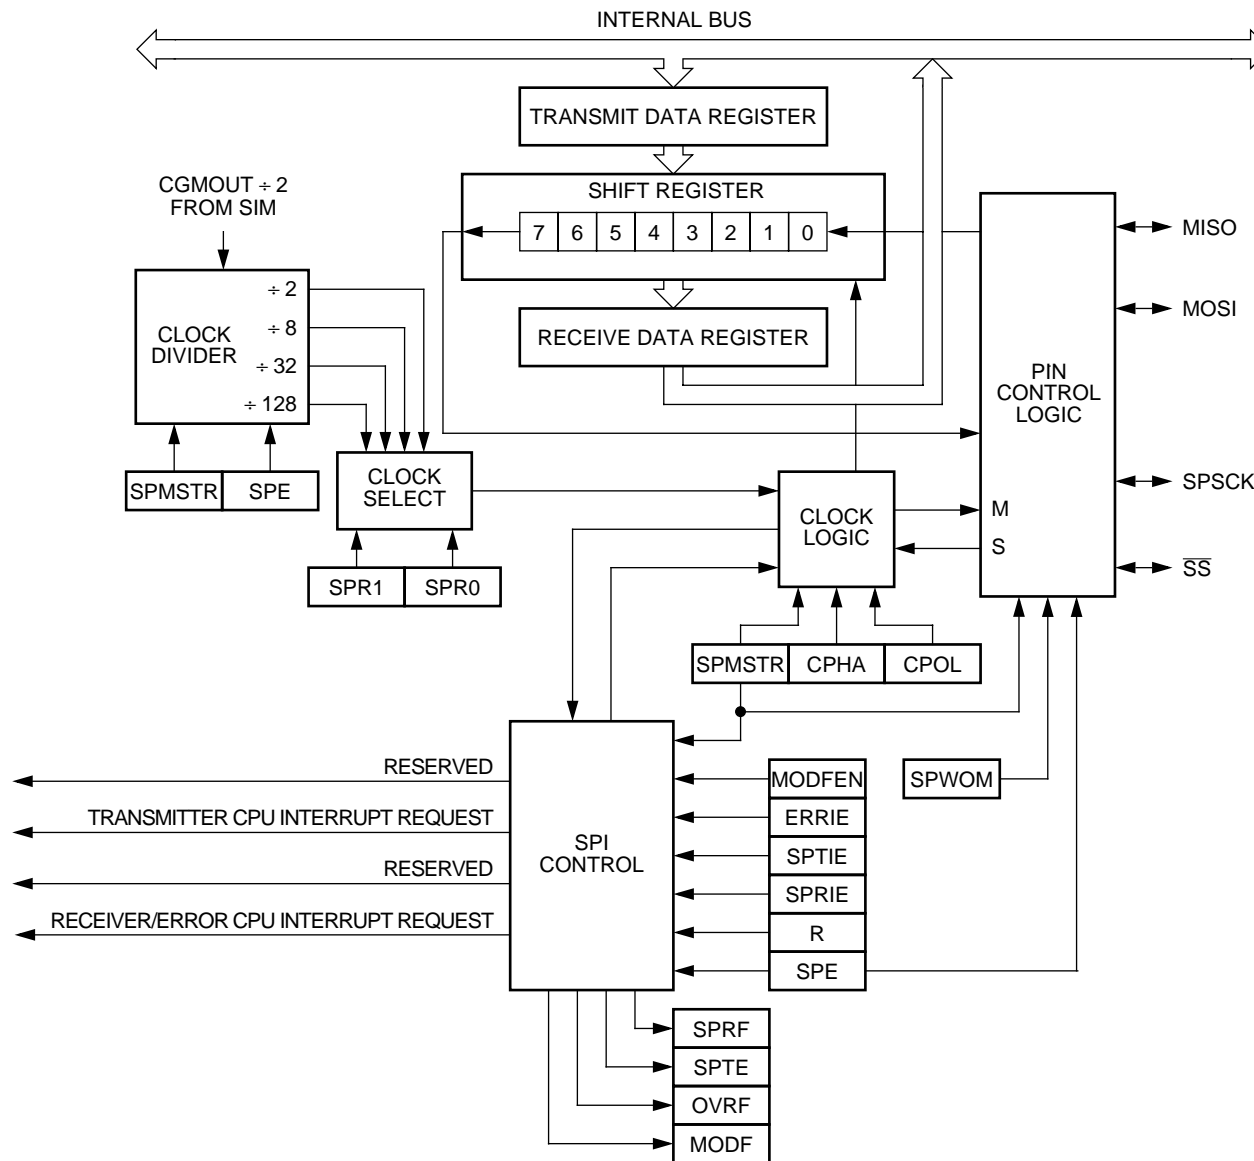 INTERNAL BUS
TRANSMIT DATA REGISTER
CGMOUT ÷ 2
FROM SIM
SHIFT REGISTER
7 6 5 4 3 2 1 0
MISO
÷ 2
÷ 8
÷ 32
÷ 128
CLOCK
DIVIDER
RECEIVE DATA REGISTER
MOSI
PIN
CONTROL
LOGIC
SPMSTR SPE
CLOCK
SELECT
SPSCK
CLOCK
LOGIC
M
S
SS
SPR1 SPR0
SPMSTR CPHA CPOL
RESERVED
TRANSMITTER CPU INTERRUPT REQUEST
RESERVED
RECEIVER/ERROR CPU INTERRUPT REQUEST
SPI
CONTROL
MODFEN
ERRIE
SPTIE
SPRIE
R
SPE
SPWOM
SPRF
SPTE
OVRF
MODF